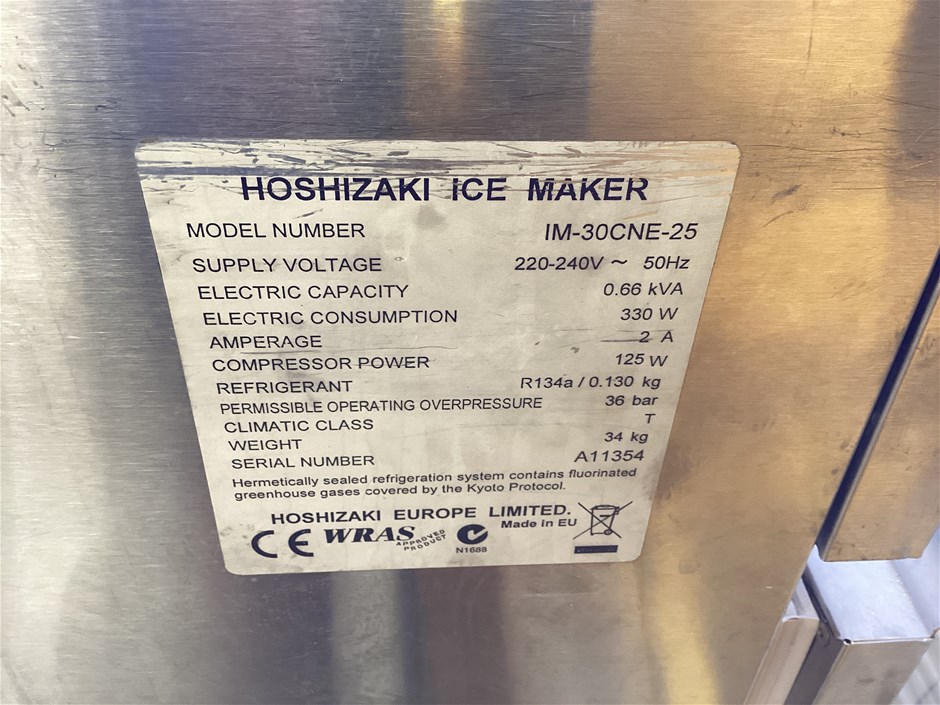 HOSHIZAKI ICE MAKER
MODEL NUMBER IM-30CNE-25
SUPPLY VOLTAGE 220-240V ~ 50Hz
ELECTRIC CAPACITY 0.66 kVA
ELECTRIC CONSUMPTION 330 W
AMPERAGE 2 A
COMPRESSOR POWER 125 W
REFRIGERANT R134a / 0.130 kg
PERMISSIBLE OPERATING OVERPRESSURE 36 bar
CLIMATIC CLASS T
WEIGHT 34 kg
SERIAL NUMBER A11354
Hermetically sealed refrigeration system contains fluorinated
greenhouse gases covered by the Kyoto Protocol.
HOSHIZAKI EUROPE LIMITED.
Made in EU
CE WRAS APPROVED PRODUCT
N1688